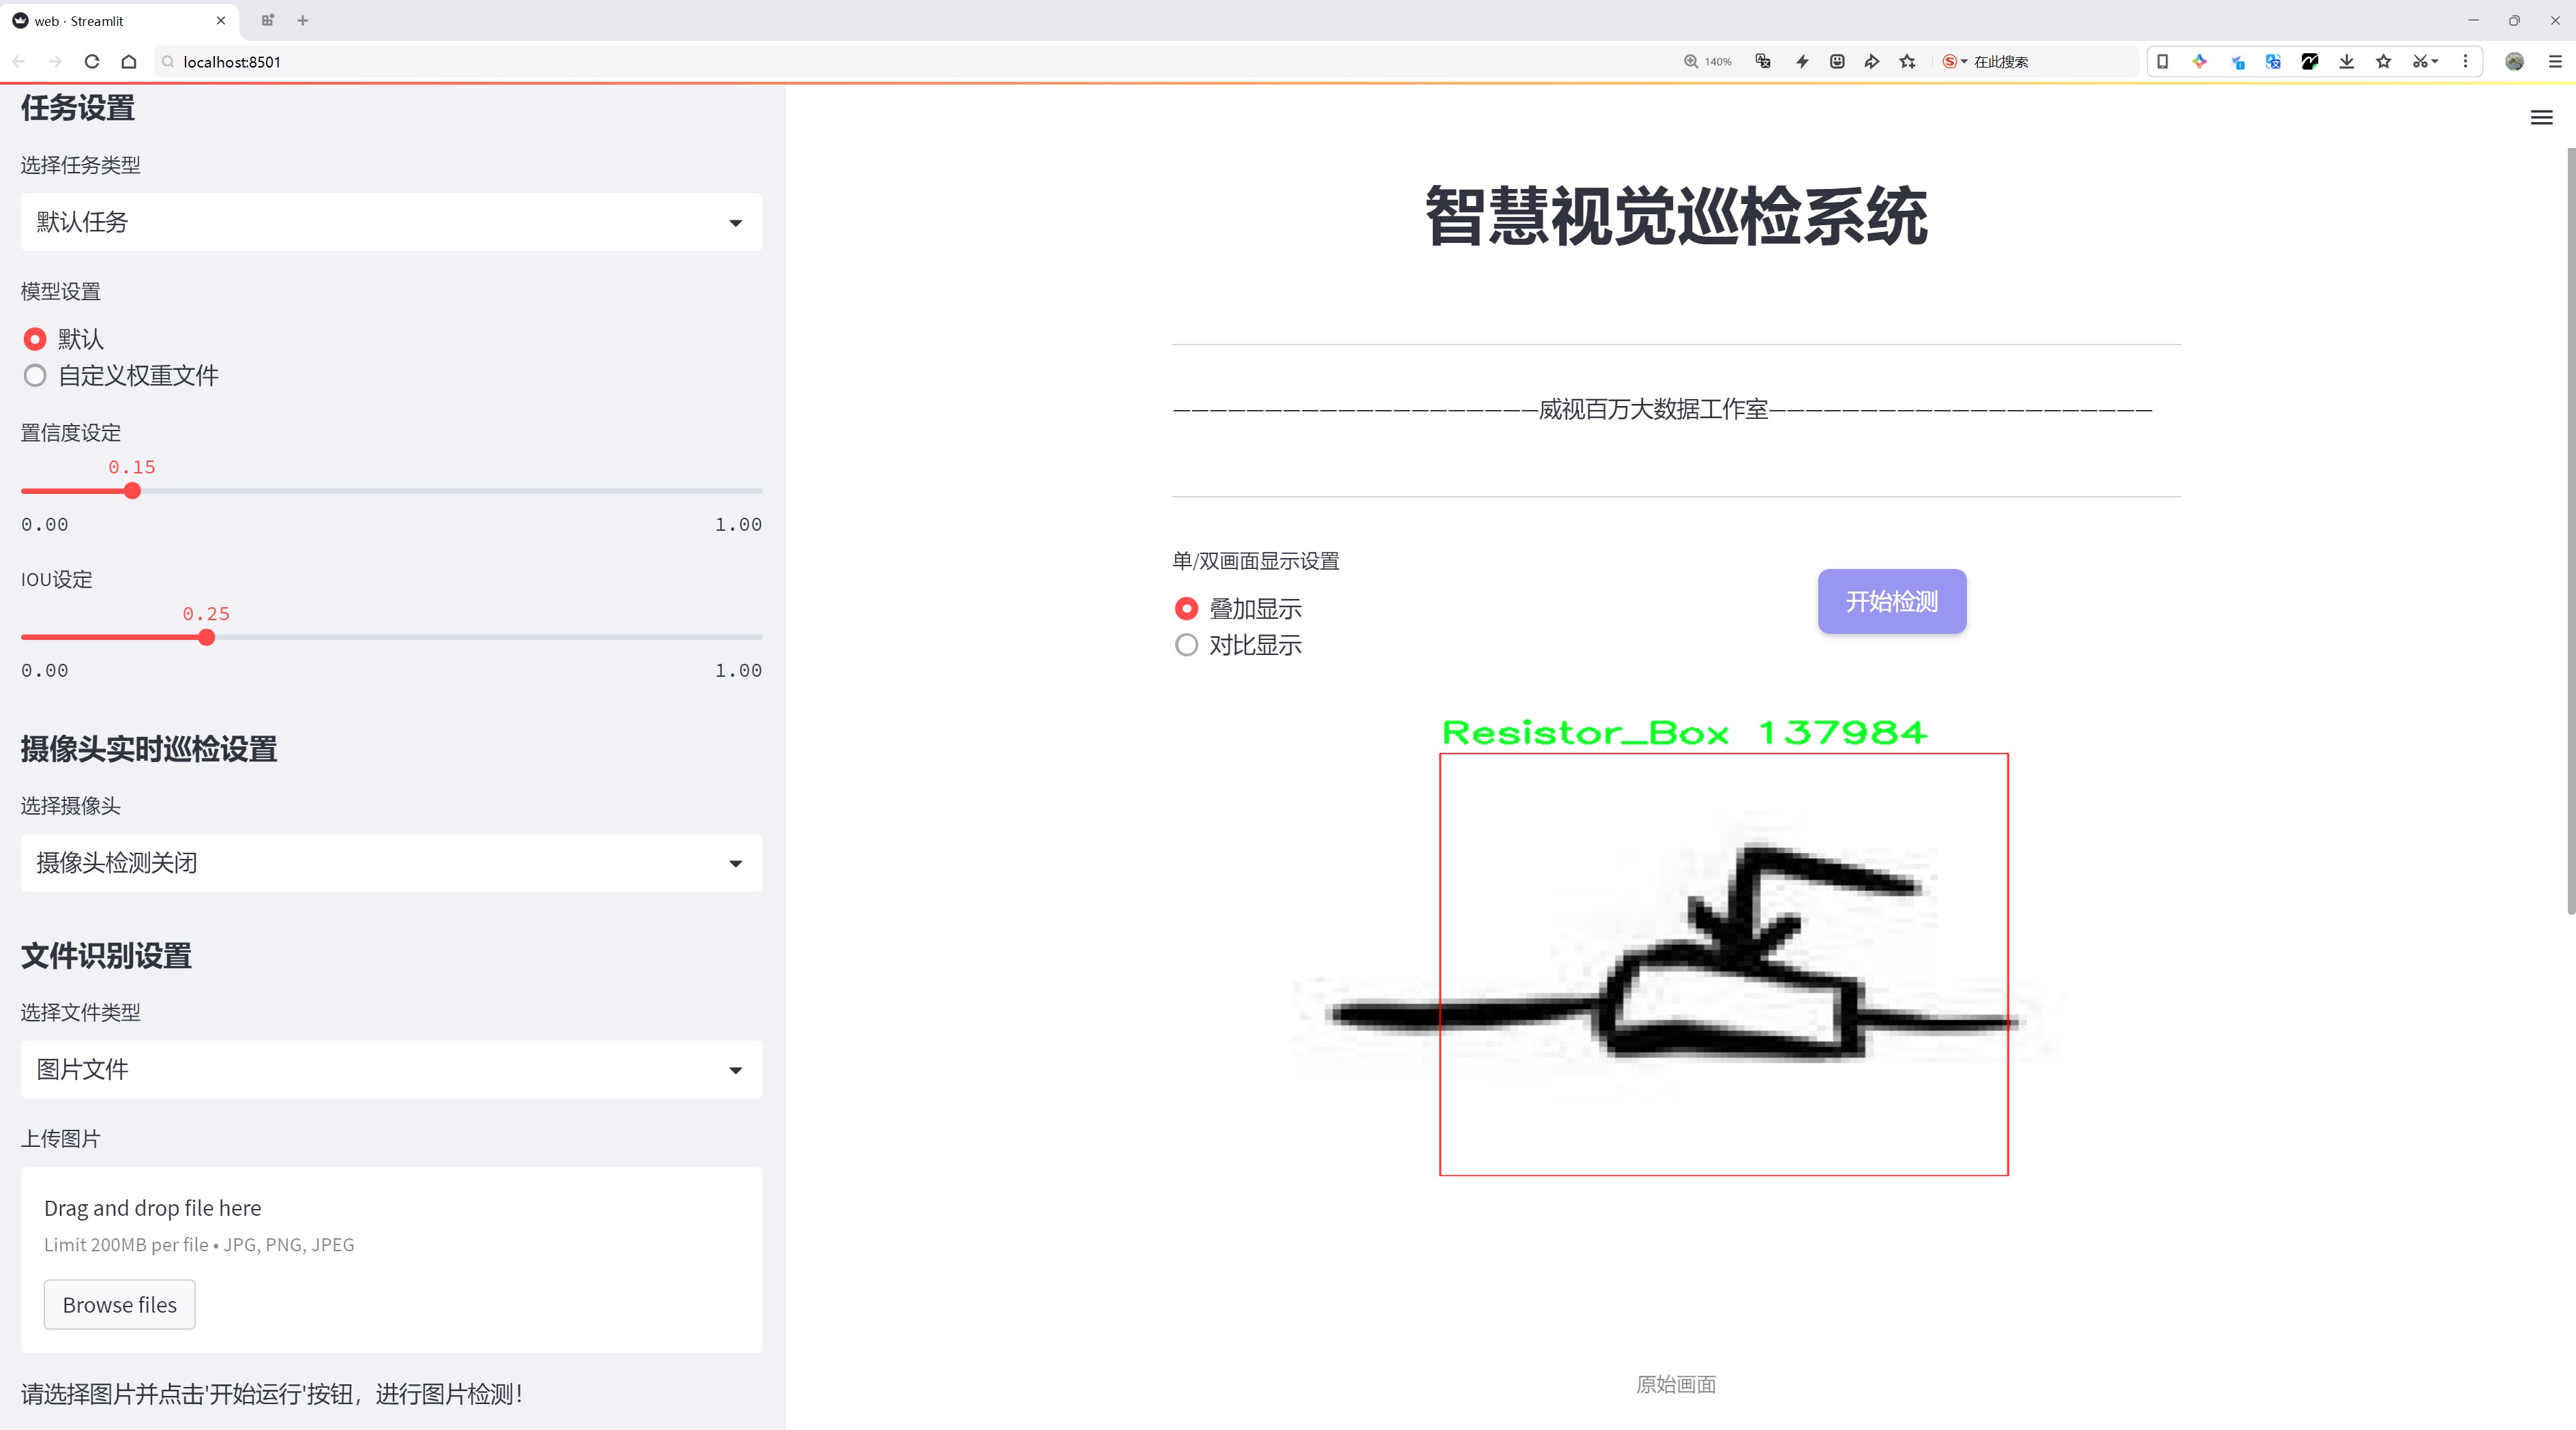 web · Streamlit
localhost:8501
140%
在此搜索
任务设置
选择任务类型
默认任务
模型设置
默认
自定义权重文件
置信度设定
0.15
0.00
1.00
IOU设定
0.25
0.00
1.00
摄像头实时巡检设置
选择摄像头
摄像头检测关闭
文件识别设置
选择文件类型
图片文件
上传图片
Drag and drop file here
Limit 200MB per file • JPG, PNG, JPEG
Browse files
请选择图片并点击'开始运行'按钮，进行图片检测！
智慧视觉巡检系统
————————————————————威视百万大数据工作室—————————————————————
单/双画面显示设置
叠加显示
对比显示
开始检测
Resistor_Box 137984
原始画面